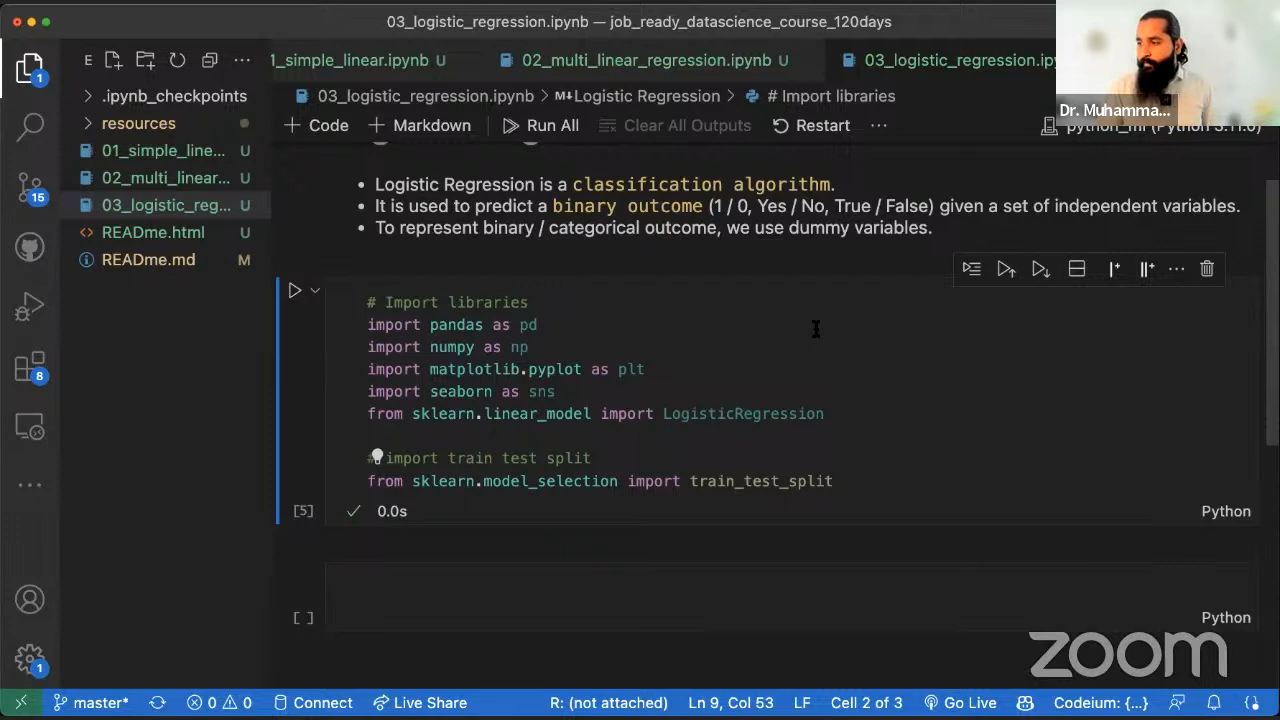 03_logistic_regression.ipynb — job_ready_datascience_course_120days
1_simple_linear.ipynb U
02_multi_linear_regression.ipynb U
03_logistic_regression.ipy
Dr. Muhamma...
1
E
.ipynb_checkpoints
resources
01_simple_line... U
02_multi_linear... U
03_logistic_reg... U
READme.html U
READme.md M
15
8
1
03_logistic_regression.ipynb > M↓Logistic Regression > # Import libraries
+ Code + Markdown Run All Clear All Outputs Restart ...
• Logistic Regression is a classification algorithm.
• It is used to predict a binary outcome (1 / 0, Yes / No, True / False) given a set of independent variables.
• To represent binary / categorical outcome, we use dummy variables.
# Import libraries
import pandas as pd
import numpy as np
import matplotlib.pyplot as plt
import seaborn as sns
from sklearn.linear_model import LogisticRegression
# import train test split
from sklearn.model_selection import train_test_split
[5] 0.0s Python
[ ] Python
zoom
master* 0 0 Connect Live Share R: (not attached) Ln 9, Col 53 LF Cell 2 of 3 Go Live Codeium: {...}